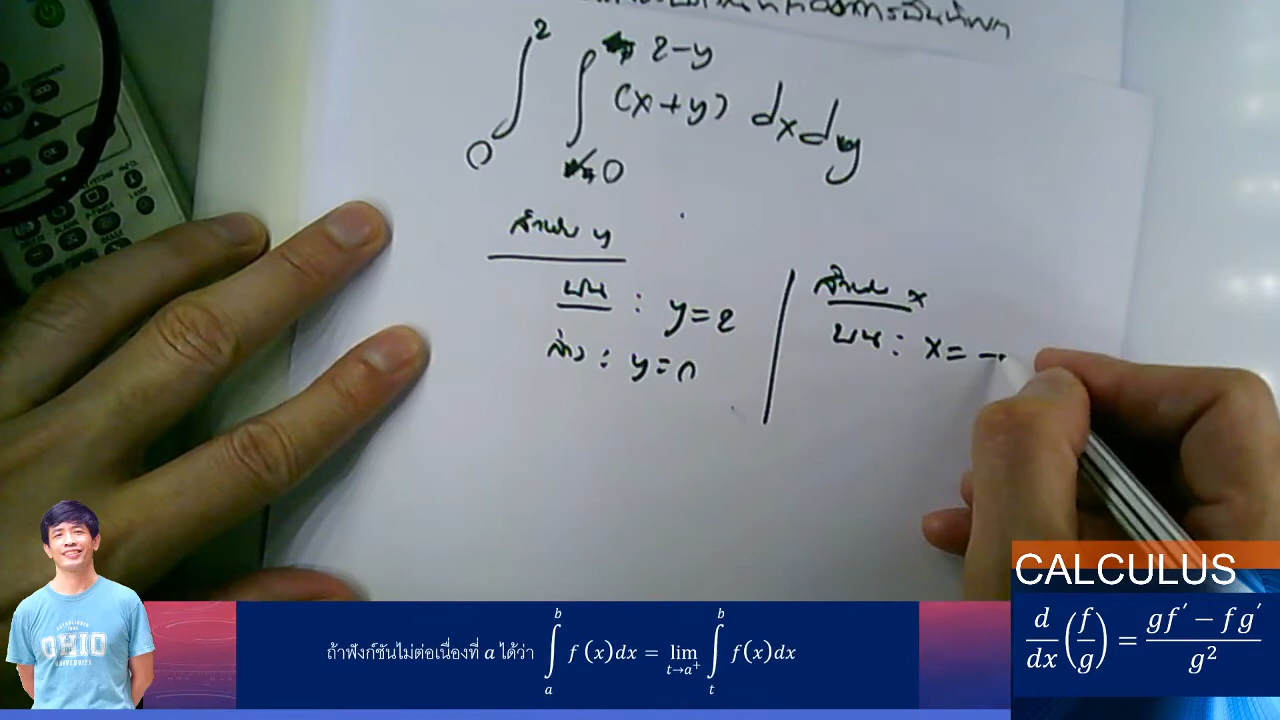 ∫₀² ∫₀^{2-y} (x+y) dx dy
สำหรับ y
สำหรับ x
บน : y=2
บน : x= -
ล่าง : y=0
CALCULUS
d/dx (f/g) = (gf′ − fg′)/g²
OHIO
UNIVERSITY
ถ้าฟังก์ชันไม่ต่อเนื่องที่ a ได้ว่า ∫ₐᵇ f(x)dx = lim_{t→a⁺} ∫ₜᵇ f(x)dx